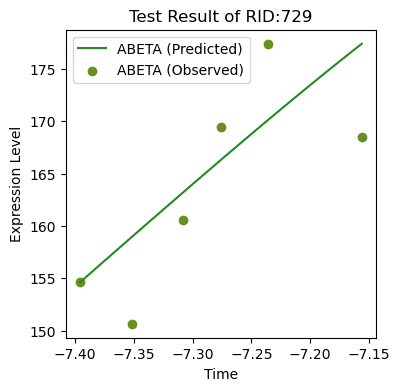 Test Result of RID:729
ABETA (Predicted)
ABETA (Observed)
Expression Level
175
170
165
160
155
150
−7.40
−7.35
−7.30
−7.25
−7.20
−7.15
Time